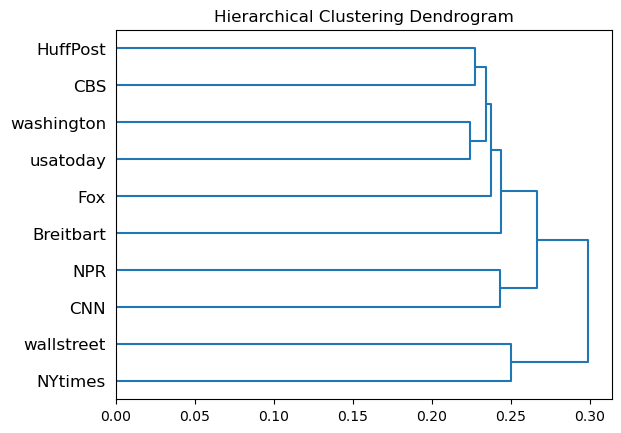 Hierarchical Clustering Dendrogram
HuffPost
CBS
washington
usatoday
Fox
Breitbart
NPR
CNN
wallstreet
NYtimes
0.00 0.05 0.10 0.15 0.20 0.25 0.30